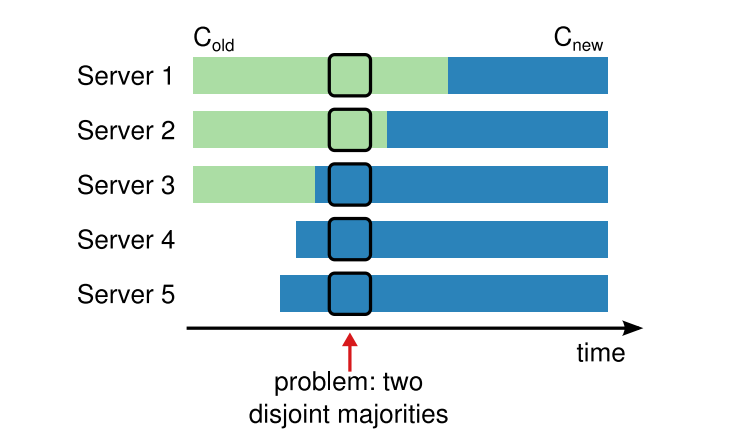 Cold Cnew
Server 1
Server 2
Server 3
Server 4
Server 5
time
problem: two
disjoint majorities